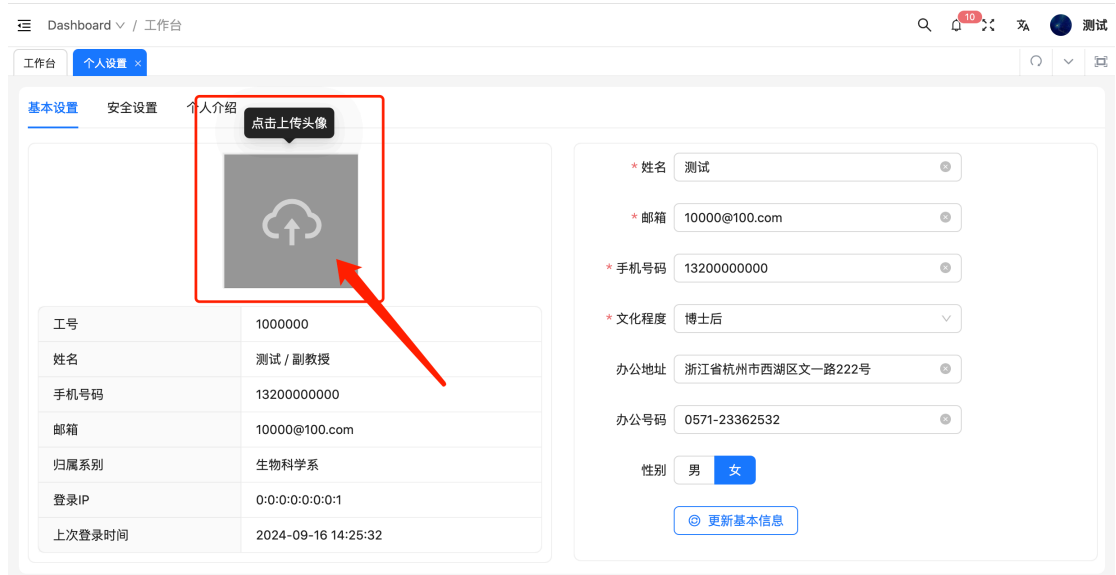 Dashboard / 工作台
10
测试
工作台
个人设置 ×
基本设置 安全设置 个人介绍
点击上传头像
工号 1000000
姓名 测试 / 副教授
手机号码 13200000000
邮箱 10000@100.com
归属系别 生物科学系
登录IP 0:0:0:0:0:0:0:1
上次登录时间 2024-09-16 14:25:32
* 姓名 测试
* 邮箱 10000@100.com
* 手机号码 13200000000
* 文化程度 博士后
办公地址 浙江省杭州市西湖区文一路222号
办公号码 0571-23362532
性别 男 女
更新基本信息